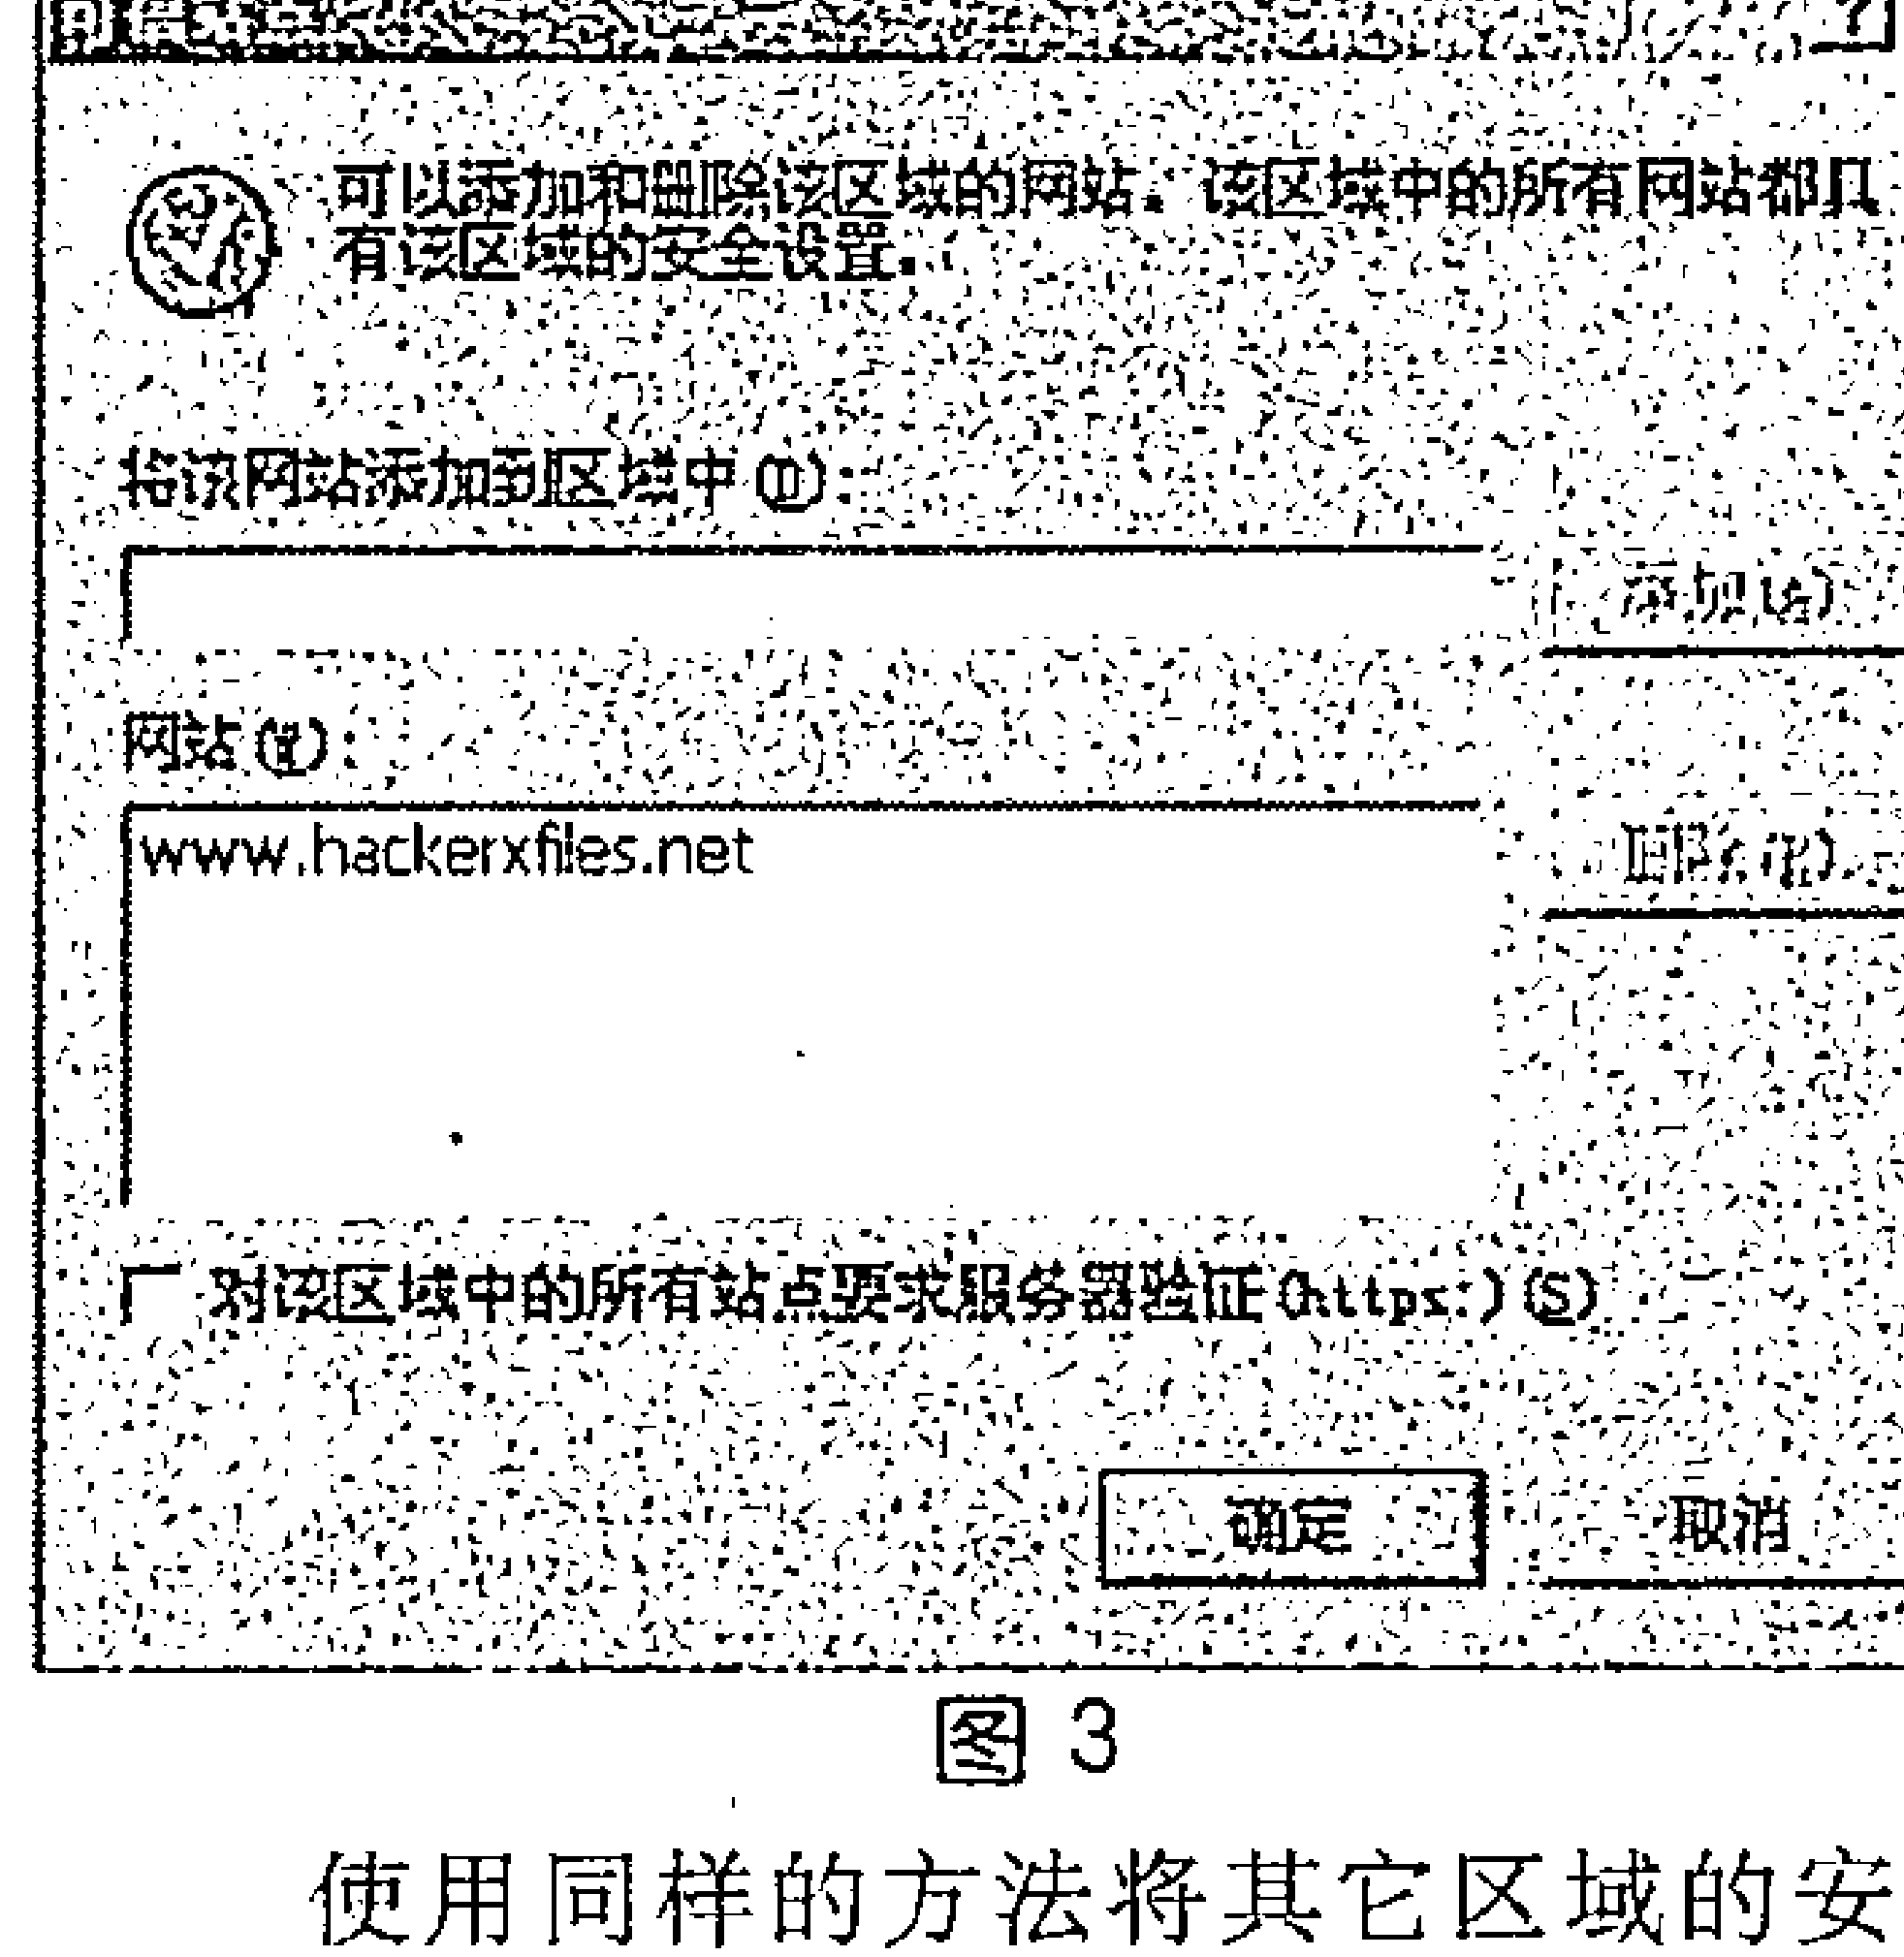 可信站点
可以添加和删除该区域的网站。该区域中的所有网站都具
有该区域的安全设置。
将该网站添加到区域中(D):
添加(A)
网站(W):
www.hackerxfiles.net
删除(R)
对该区域中的所有站点要求服务器验证(https:)(S)
确定
取消
图 3
使用同样的方法将其它区域的安